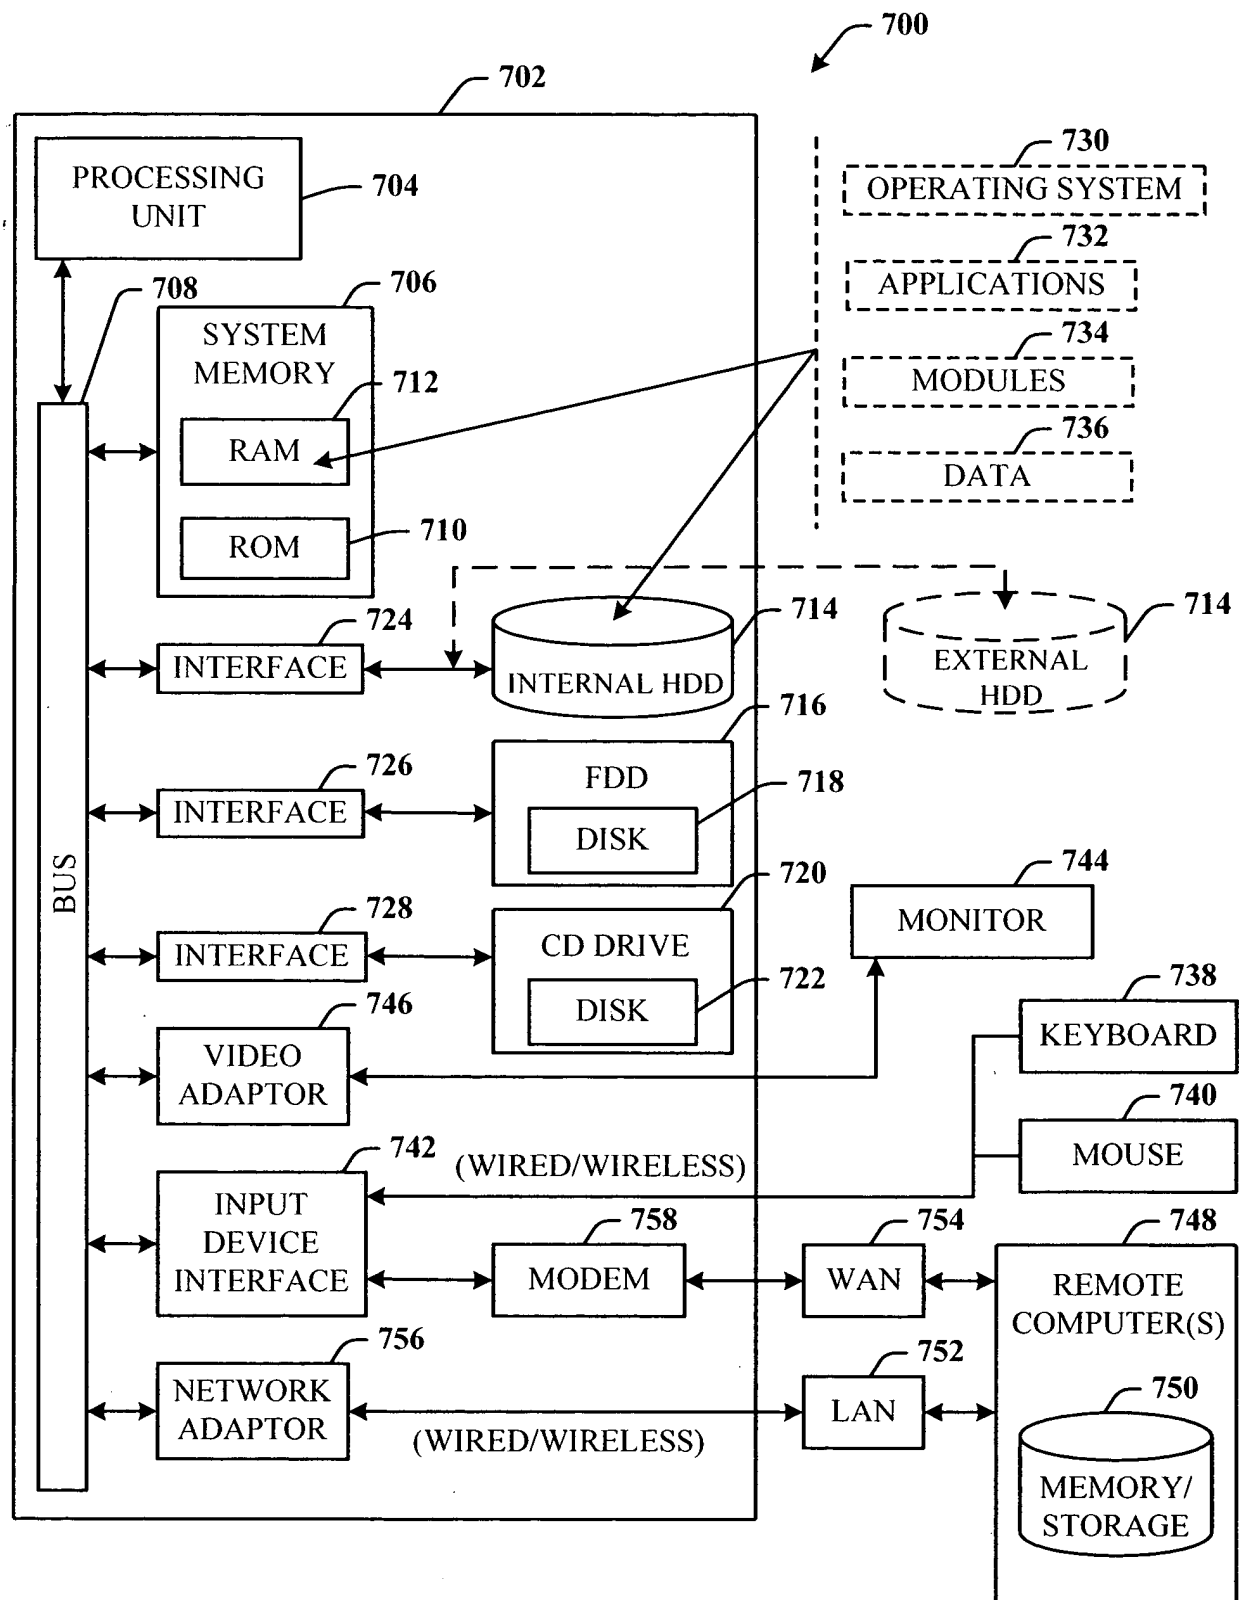 700
702
PROCESSING
UNIT
704
730
OPERATING SYSTEM
732
APPLICATIONS
734
MODULES
736
DATA
708
706
SYSTEM
MEMORY
712
RAM
710
ROM
724
INTERFACE
714
INTERNAL HDD
714
EXTERNAL
HDD
716
726
INTERFACE
FDD
718
DISK
BUS
720
728
INTERFACE
CD DRIVE
722
DISK
744
MONITOR
738
KEYBOARD
746
VIDEO
ADAPTOR
740
MOUSE
742
(WIRED/WIRELESS)
INPUT
DEVICE
INTERFACE
758
MODEM
754
WAN
748
REMOTE
COMPUTER(S)
756
NETWORK
ADAPTOR
(WIRED/WIRELESS)
752
LAN
750
MEMORY/
STORAGE